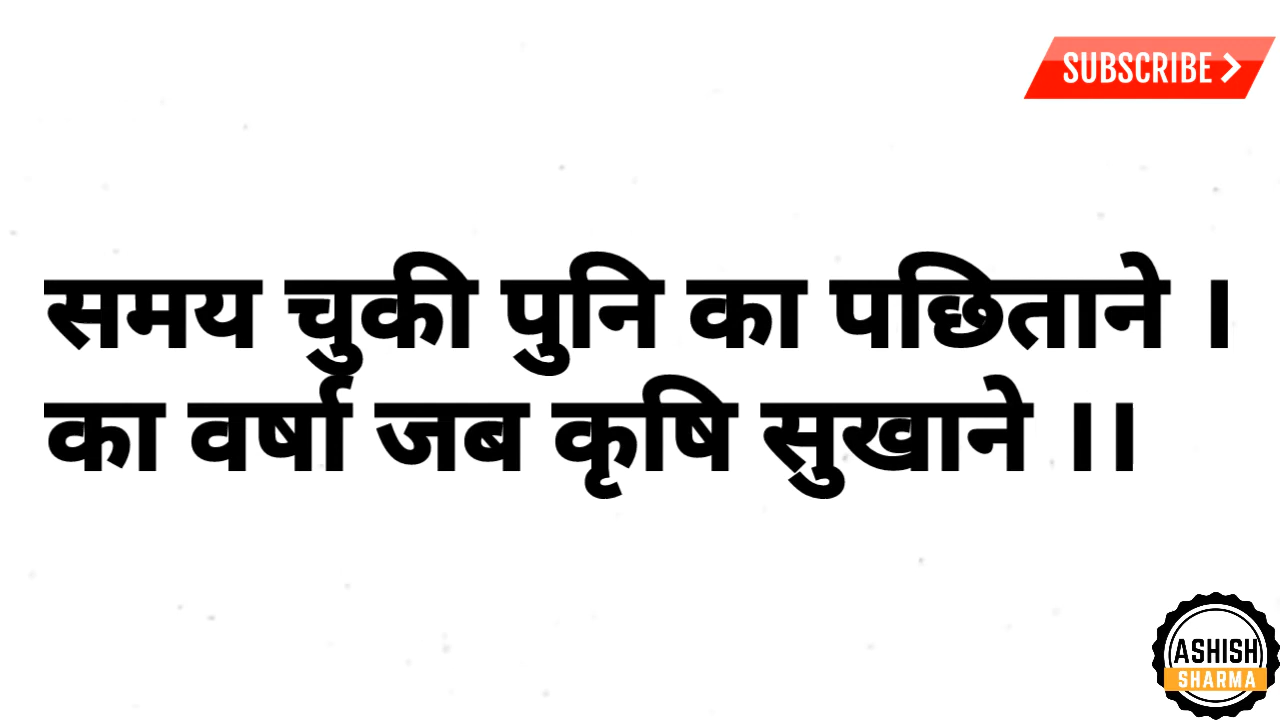 SUBSCRIBE >
समय चुकी पुनि का पछिताने ।
का वर्षा जब कृषि सुखाने ।।
ASHISH
SHARMA